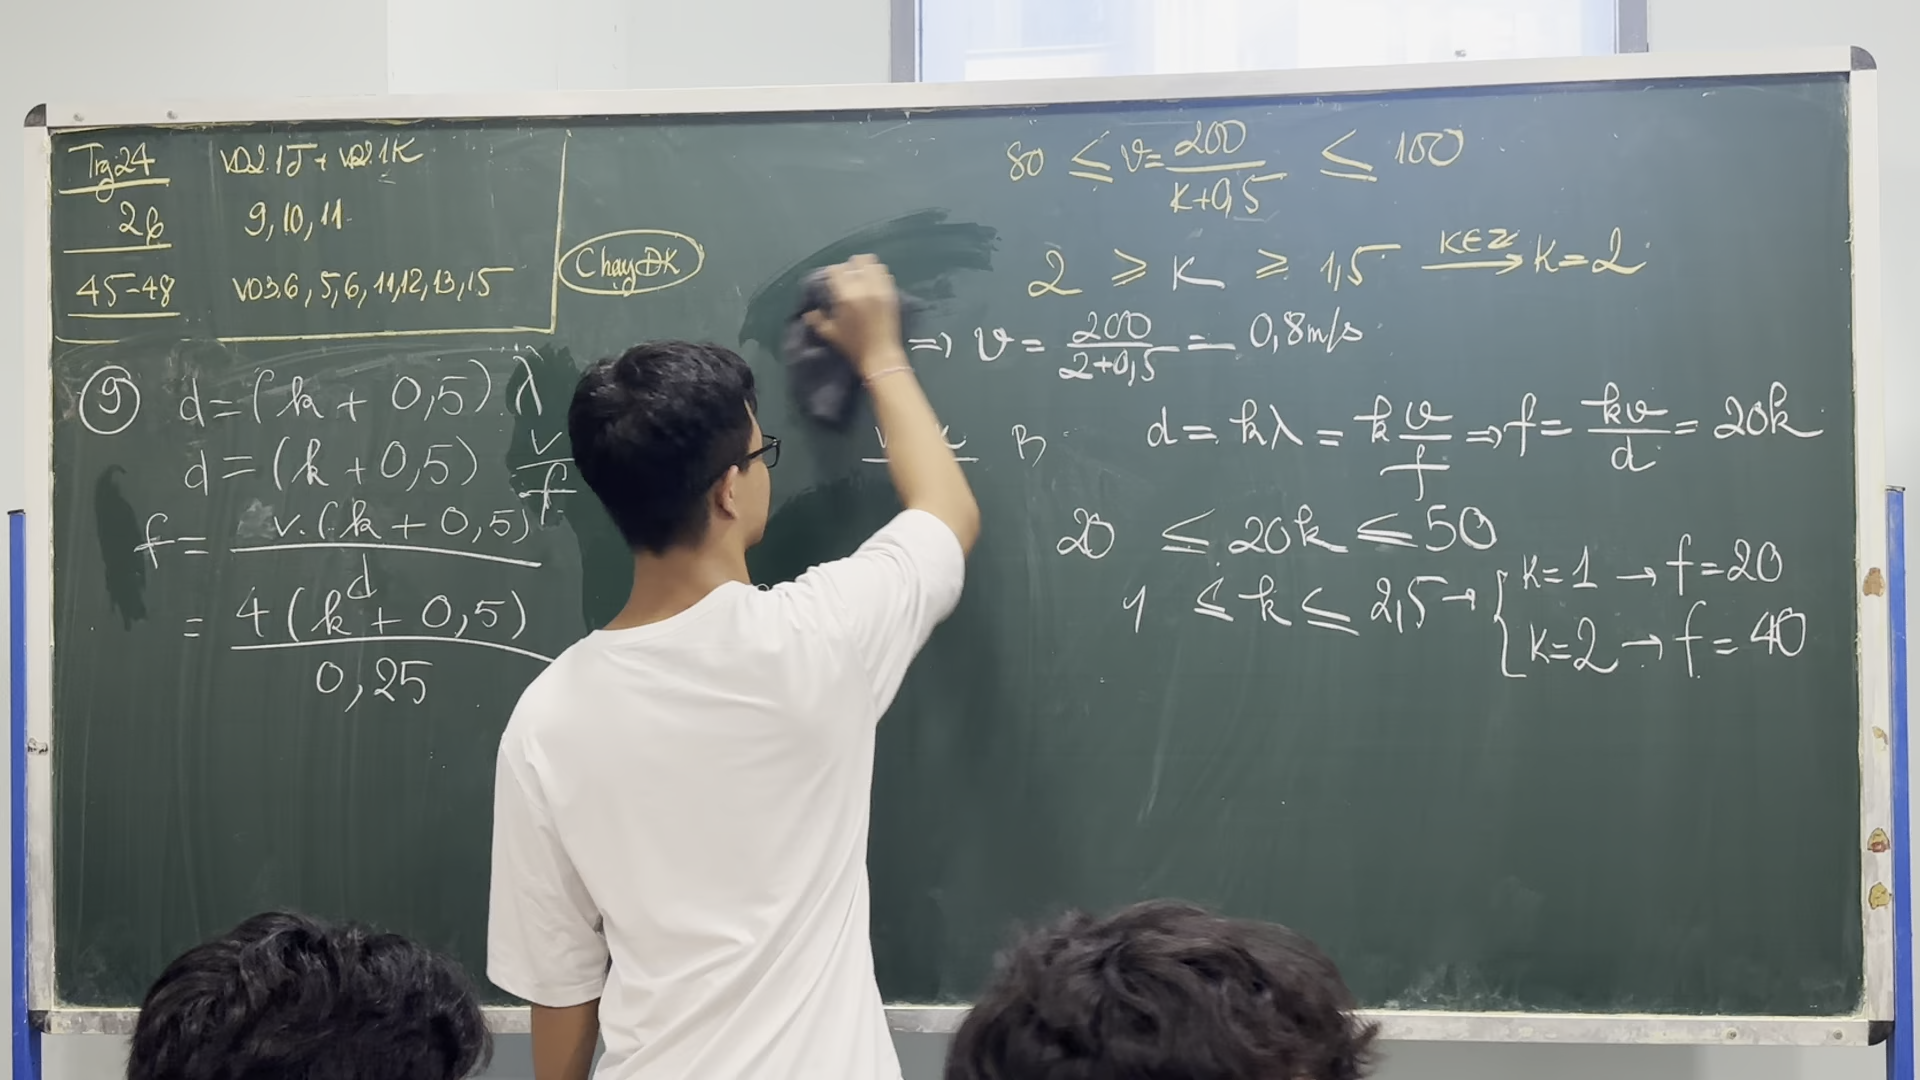 Trg 24 VD2.1J + VD2.1K
26 9, 10, 11
45-48 VD3.6, 5, 6, 11, 12, 13, 15
Chạy ĐK
9 d = (k + 0,5) λ
d = (k + 0,5) v/f
f = v.(k + 0,5)/d
= 4(k + 0,5)/0,25
80 ≤ v = 200/(k+0,5) ≤ 100
2 ≥ k ≥ 1,5 k∈Z → k = 2
⇒ v = 200/(2+0,5) = 0,8m/s
B d = kλ = k v/f ⇒ f = kv/d = 20k
20 ≤ 20k ≤ 50
1 ≤ k ≤ 2,5 → { k = 1 → f = 20
k = 2 → f = 40